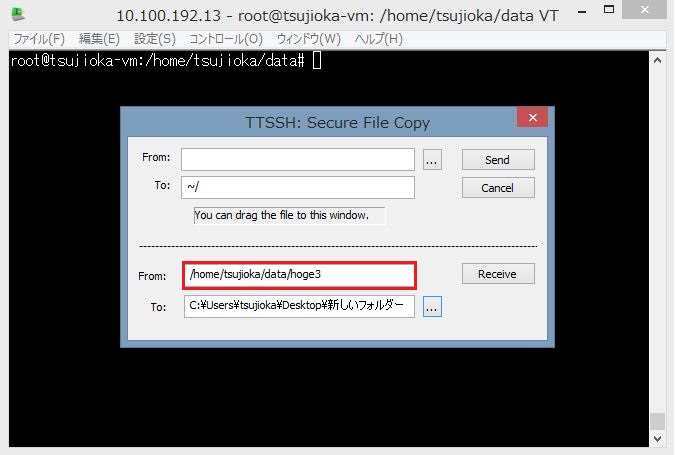 10.100.192.13 - root@tsujioka-vm: /home/tsujioka/data VT
ファイル(F) 編集(E) 設定(S) コントロール(O) ウィンドウ(W) ヘルプ(H)
root@tsujioka-vm:/home/tsujioka/data#
TTSSH: Secure File Copy
From: ... Send
To: ~/ Cancel
You can drag the file to this window.
From: /home/tsujioka/data/hoge3 Receive
To: C:¥Users¥tsujioka¥Desktop¥新しいフォルダー ...